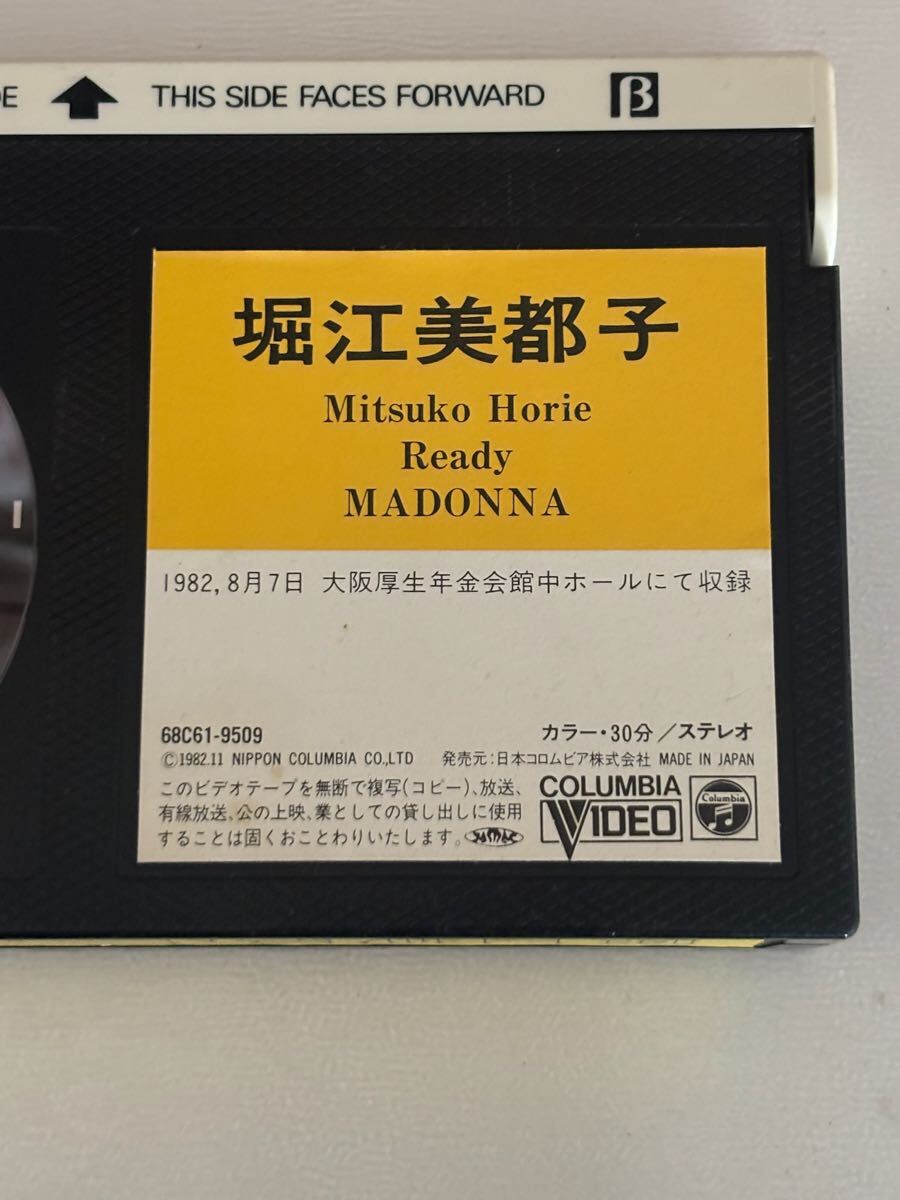 THIS SIDE FACES FORWARD β
堀江美都子
Mitsuko Horie
Ready
MADONNA
1982,8月7日 大阪厚生年金会館中ホールにて収録
68C61-9509 カラー・30分/ステレオ
©1982.11 NIPPON COLUMBIA CO.,LTD 発売元:日本コロムビア株式会社 MADE IN JAPAN
このビデオテープを無断で複写(コピー)、放送、
有線放送、公の上映、業としての貸し出しに使用
することは固くおことわりいたします。 JASRAC
COLUMBIA
VIDEO
Columbia